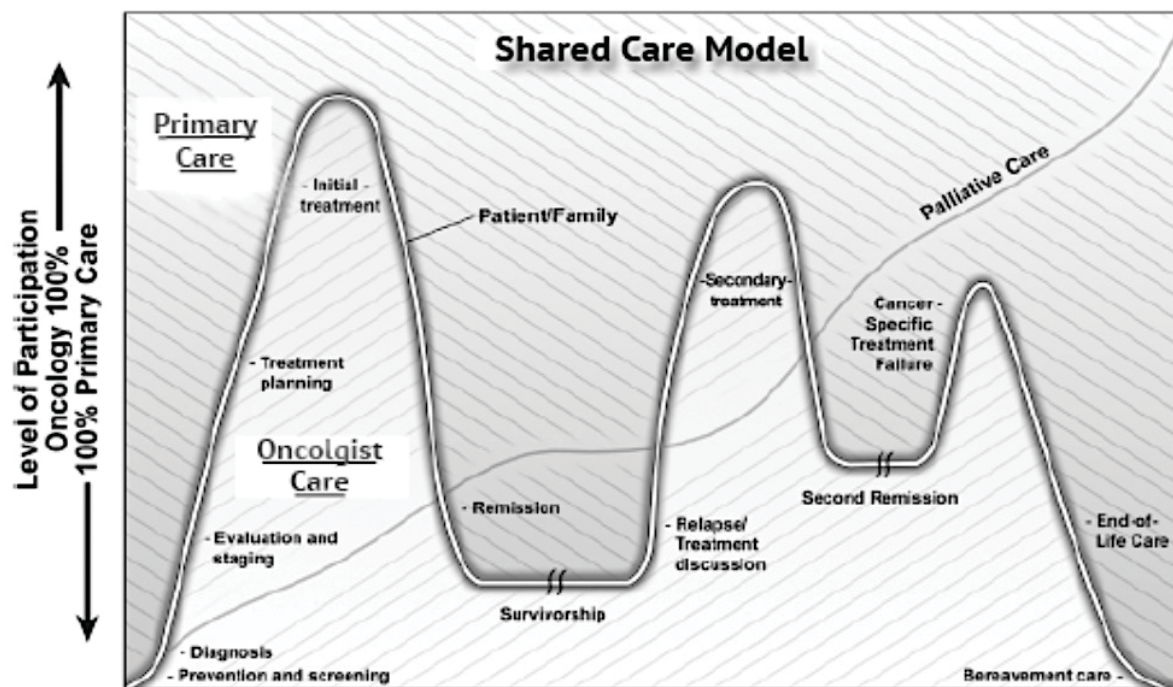 Shared Care Model
Primary
Care
- Initial -
treatment
Patient/Family
Palliative Care
Level of Participation
Oncology 100%
100% Primary Care
-Secondary-
treatment
Cancer -
Specific
Treatment
Failure
- Treatment
planning
Oncolgist
Care
- Remission
Second Remission
- Evaluation and
staging
- Relapse/
Treatment
discussion
- End-of-
Life Care
Survivorship
- Diagnosis
- Prevention and screening
Bereavement care -